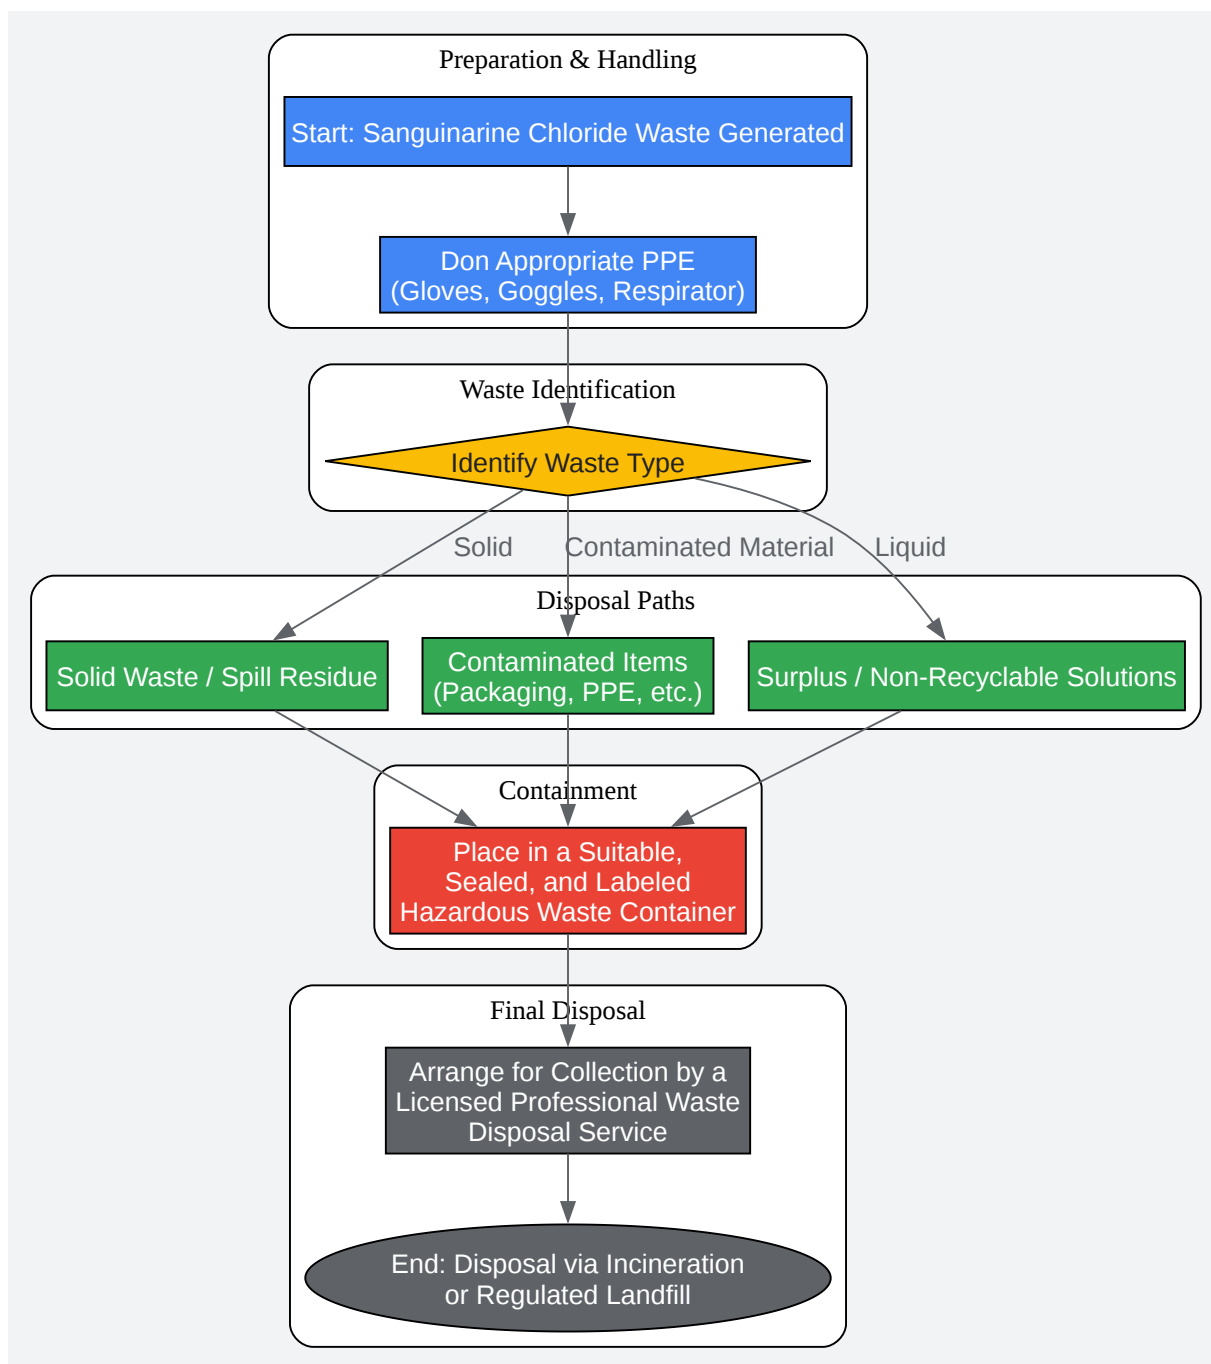 Preparation & Handling
Start: Sanguinarine Chloride Waste Generated
Don Appropriate PPE
(Gloves, Goggles, Respirator)
Waste Identification
Identify Waste Type
Solid
Contaminated Material
Liquid
Disposal Paths
Solid Waste / Spill Residue
Contaminated Items
(Packaging, PPE, etc.)
Surplus / Non-Recyclable Solutions
Containment
Place in a Suitable,
Sealed, and Labeled
Hazardous Waste Container
Final Disposal
Arrange for Collection by a
Licensed Professional Waste
Disposal Service
End: Disposal via Incineration
or Regulated Landfill